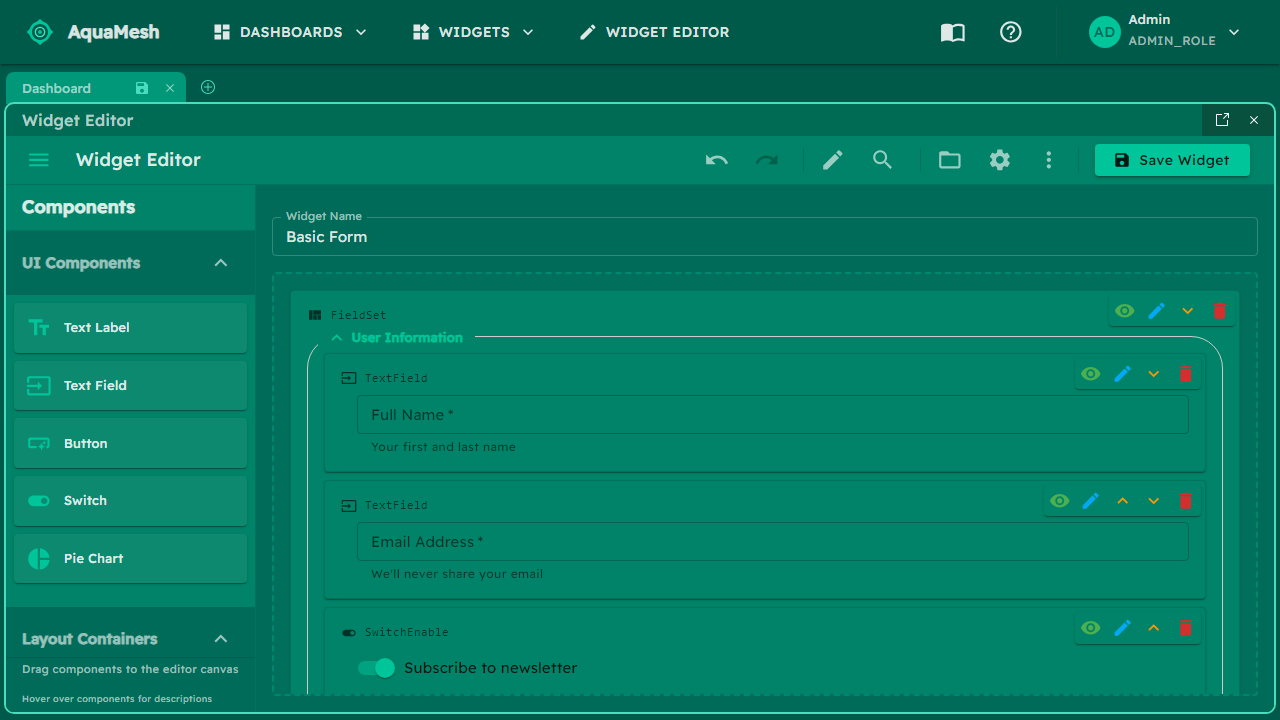 AquaMesh
DASHBOARDS
WIDGETS
WIDGET EDITOR
AD
Admin
ADMIN_ROLE
Dashboard
Widget Editor
Widget Editor
Save Widget
Components
UI Components
Text Label
Text Field
Button
Switch
Pie Chart
Layout Containers
Drag components to the editor canvas
Hover over components for descriptions
Widget Name
Basic Form
FieldSet
User Information
TextField
Full Name *
Your first and last name
TextField
Email Address *
We'll never share your email
SwitchEnable
Subscribe to newsletter